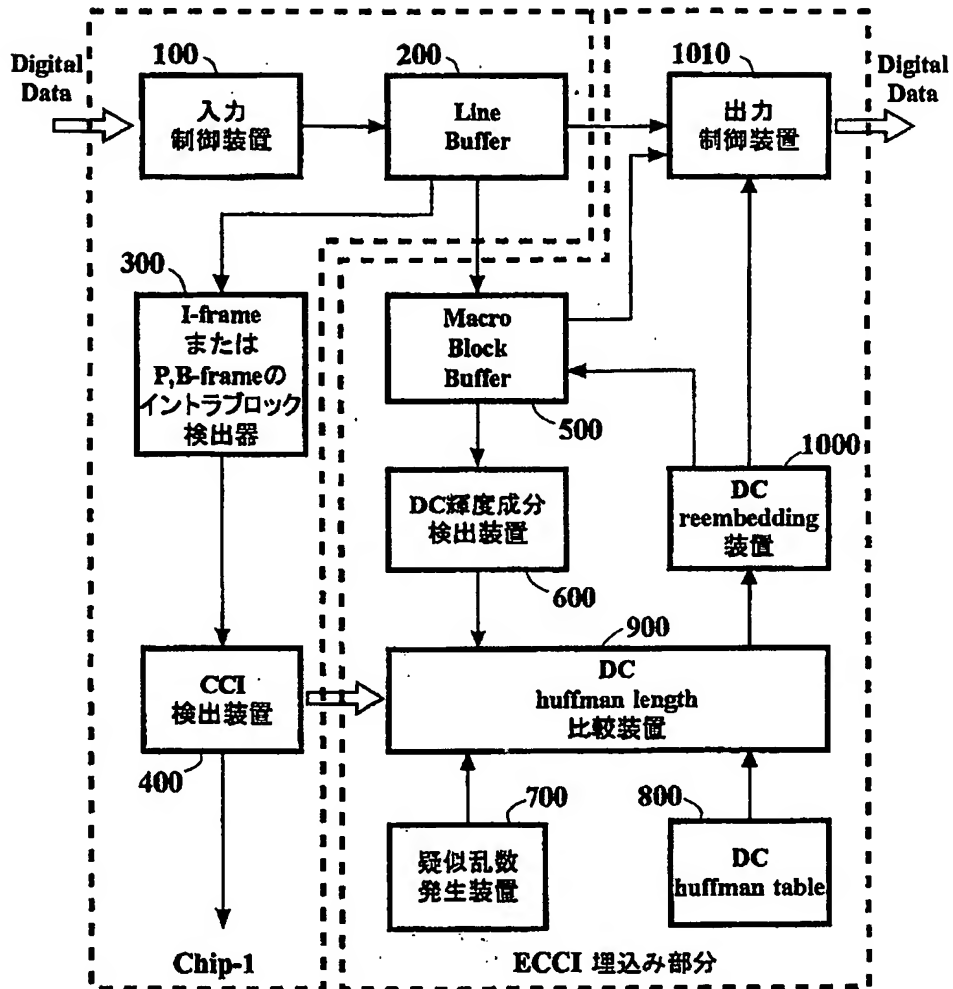 Digital
Data
100
入力
制御装置
200
Line
Buffer
1010
出力
制御装置
Digital
Data
300
I-frame
または
P,B-frameの
イントラブロック
検出器
Macro
Block
Buffer
500
DC輝度成分
検出装置
600
1000
DC
reembedding
装置
CCI
検出装置
400
900
DC
huffman length
比較装置
700
疑似乱数
発生装置
800
DC
huffman table
Chip-1
ECCI 埋込み部分